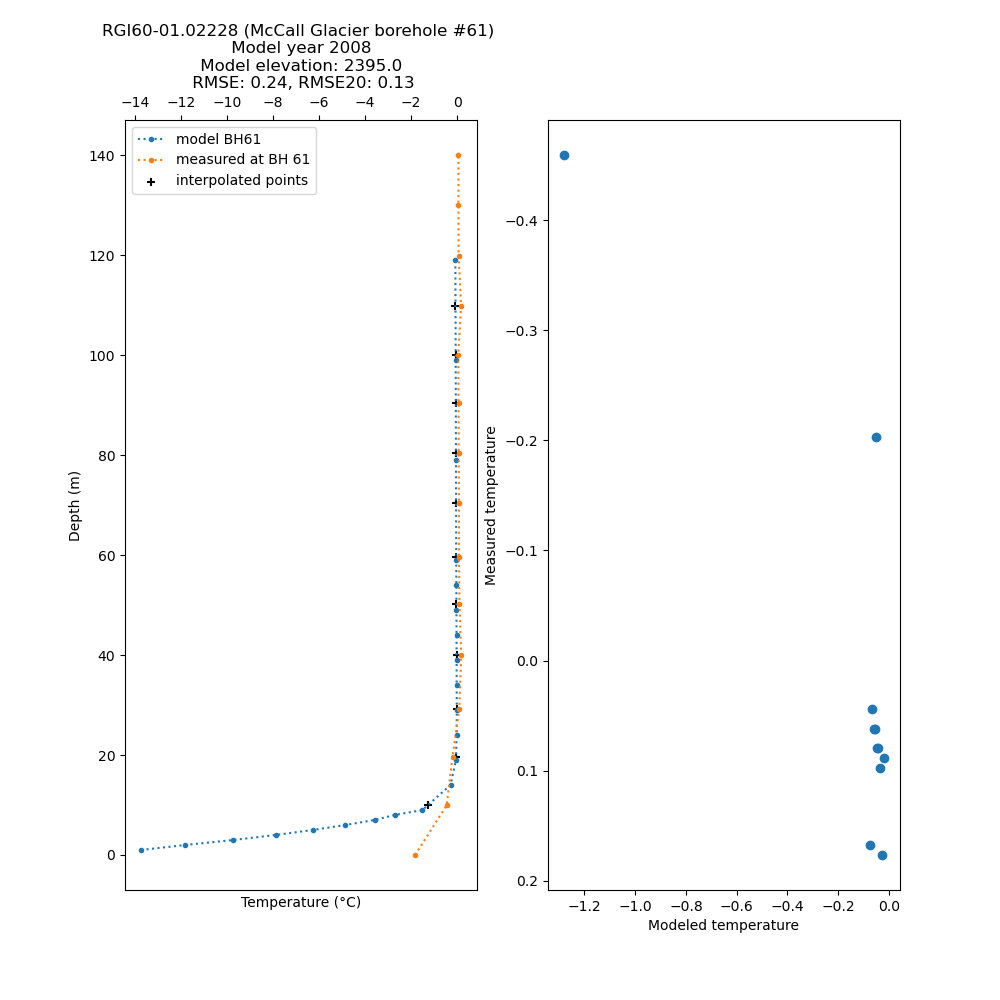 RGI60-01.02228 (McCall Glacier borehole #61)
Model year 2008
Model elevation: 2395.0
RMSE: 0.24, RMSE20: 0.13
−14 −12 −10 −8 −6 −4 −2 0
model BH61
measured at BH 61
interpolated points
140
120
100
80
60
40
20
0
Depth (m)
Temperature (°C)
−0.4
−0.3
−0.2
−0.1
0.0
0.1
0.2
Measured temperature
−1.2 −1.0 −0.8 −0.6 −0.4 −0.2 0.0
Modeled temperature